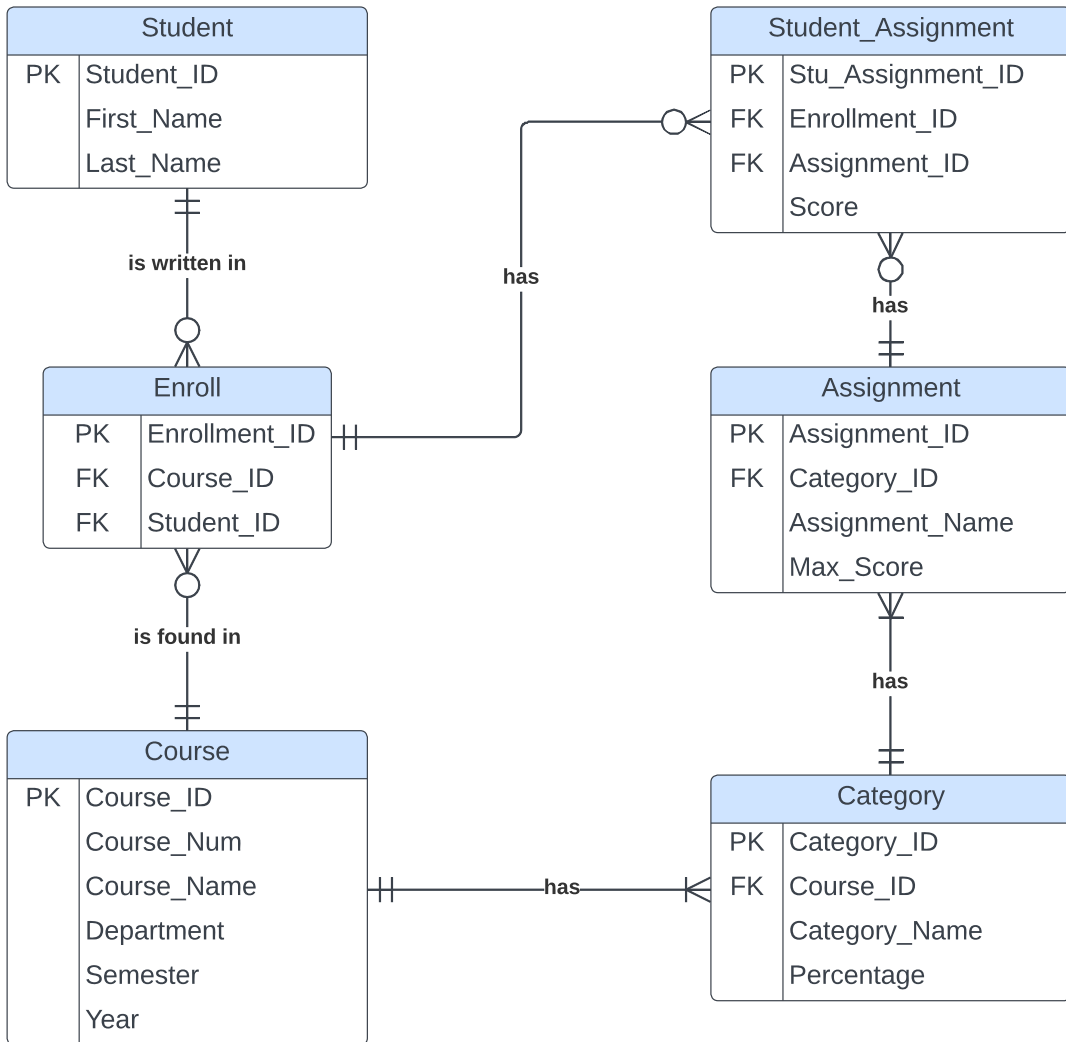 Student
PK Student_ID
First_Name
Last_Name
is written in
Enroll
PK Enrollment_ID
FK Course_ID
FK Student_ID
is found in
Course
PK Course_ID
Course_Num
Course_Name
Department
Semester
Year
has
has
Student_Assignment
PK Stu_Assignment_ID
FK Enrollment_ID
FK Assignment_ID
Score
has
Assignment
PK Assignment_ID
FK Category_ID
Assignment_Name
Max_Score
has
Category
PK Category_ID
FK Course_ID
Category_Name
Percentage